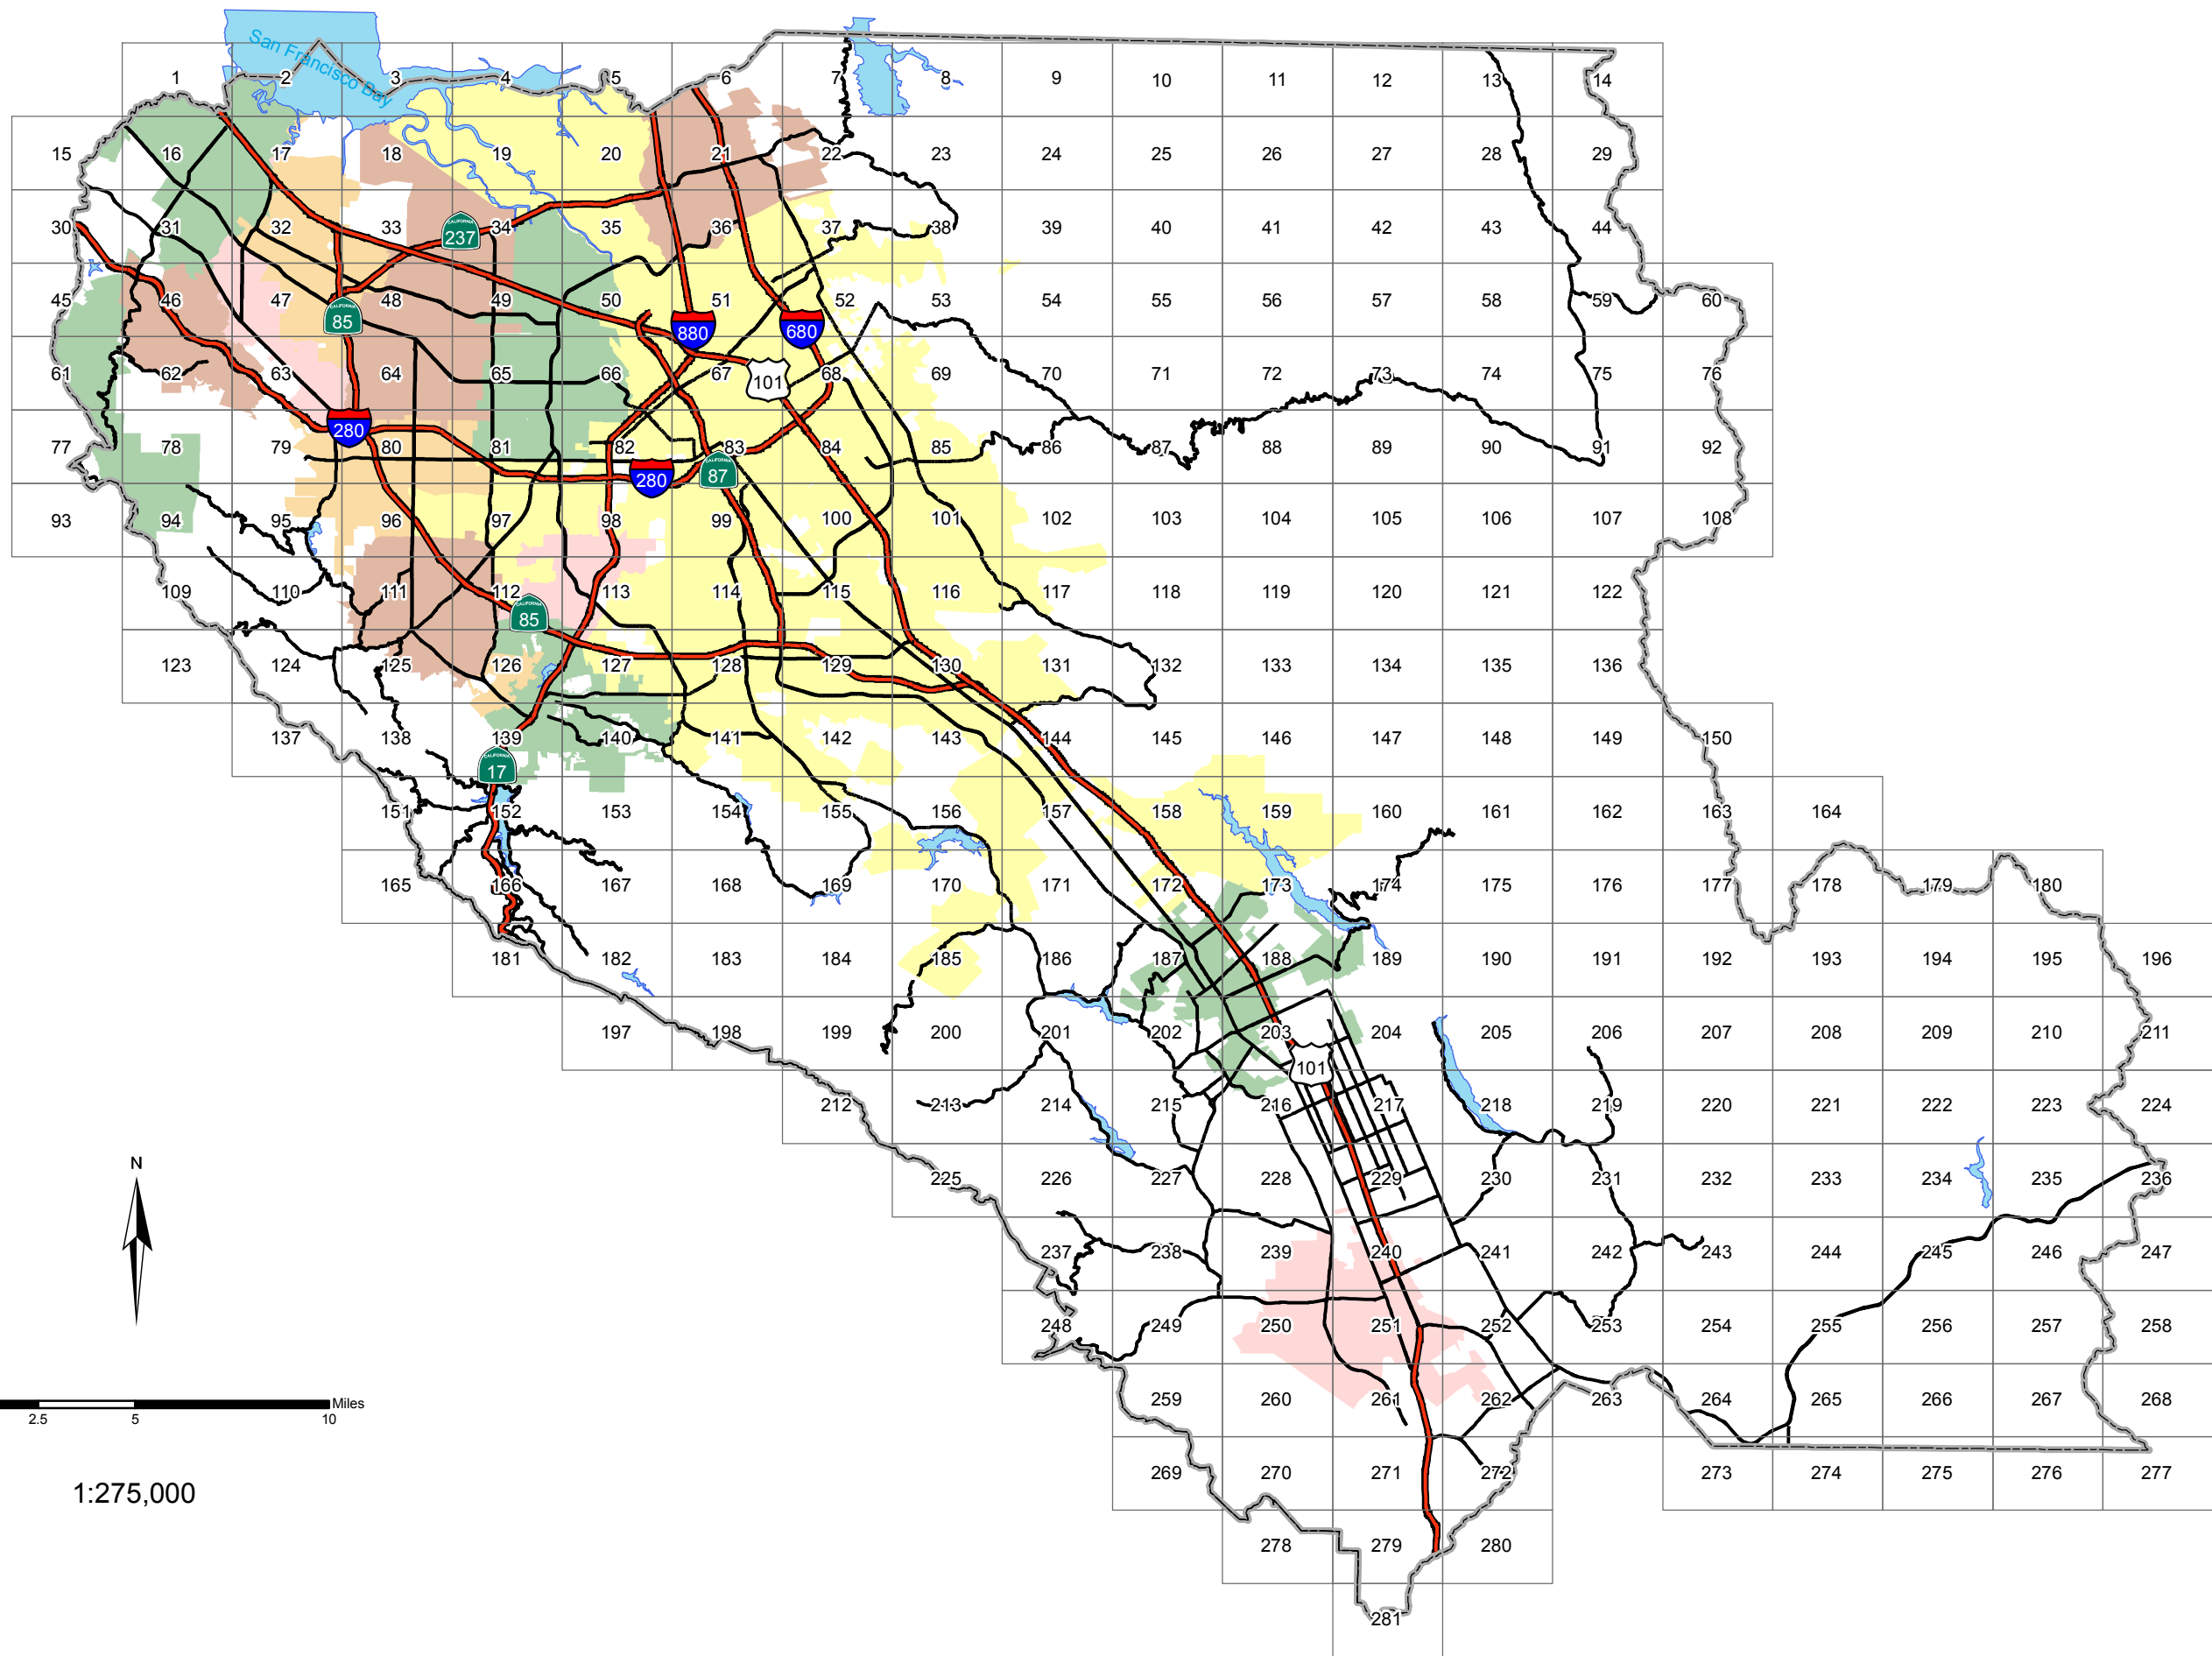 San Francisco Bay
1 2 3 4 5 6 7 8 9 10 11 12 13 14
15 16 17 18 19 20 21 22 23 24 25 26 27 28 29
30 31 32 33 CALIFORNIA 237 34 35 36 37 38 39 40 41 42 43 44
45 46 47 48 49 50 51 52 53 54 55 56 57 58 59 60
CALIFORNIA 85 880 680
61 62 63 64 65 66 67 101 68 69 70 71 72 73 74 75 76
280
77 78 79 80 81 82 83 84 85 86 87 88 89 90 91 92
280 CALIFORNIA 87
93 94 95 96 97 98 99 100 101 102 103 104 105 106 107 108
109 110 111 112 113 114 115 116 117 118 119 120 121 122
CALIFORNIA 85
123 124 125 126 127 128 129 130 131 132 133 134 135 136
137 138 139 140 141 142 143 144 145 146 147 148 149 150
CALIFORNIA 17
151 152 153 154 155 156 157 158 159 160 161 162 163 164
165 166 167 168 169 170 171 172 173 174 175 176 177 178 179 180
181 182 183 184 185 186 187 188 189 190 191 192 193 194 195 196
197 198 199 200 201 202 203 204 205 206 207 208 209 210 211
101
212 213 214 215 216 217 218 219 220 221 222 223 224
N
225 226 227 228 229 230 231 232 233 234 235 236
237 238 239 240 241 242 243 244 245 246 247
248 249 250 251 252 253 254 255 256 257 258
259 260 261 262 263 264 265 266 267 268
Miles
2.5 5 10
269 270 271 272 273 274 275 276 277
1:275,000
278 279 280
281